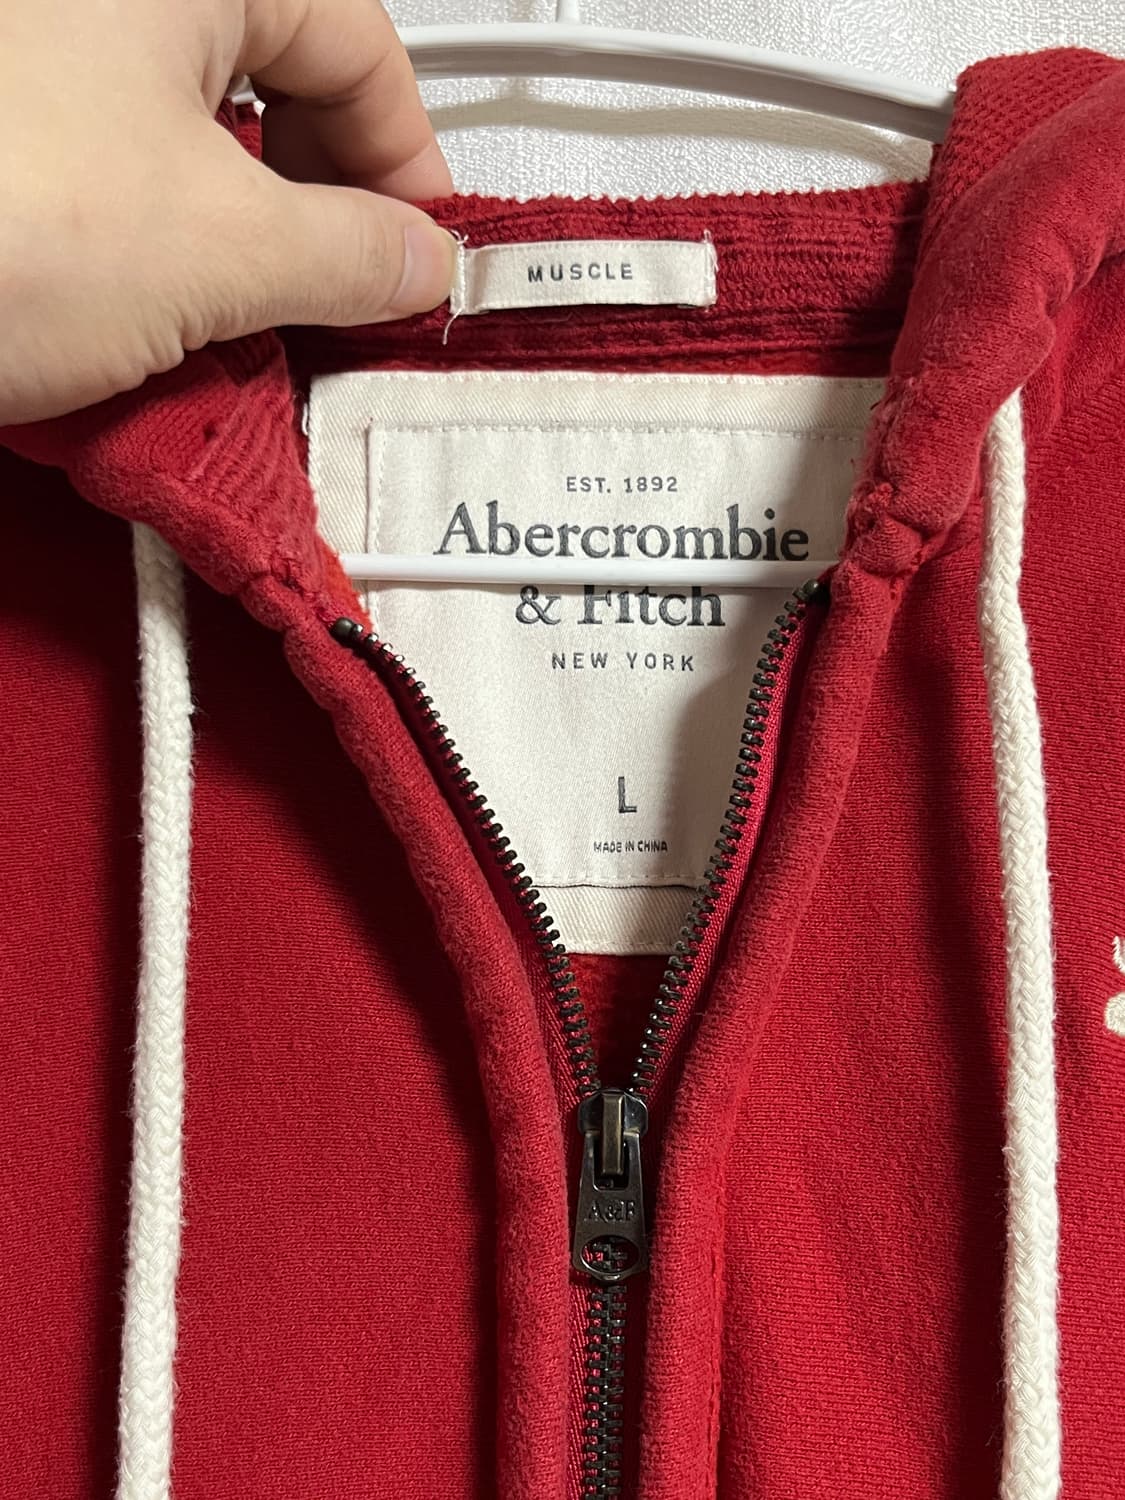 MUSCLE
EST. 1892
Abercrombie
& Fitch
NEW YORK
L
MADE IN CHINA
A&F